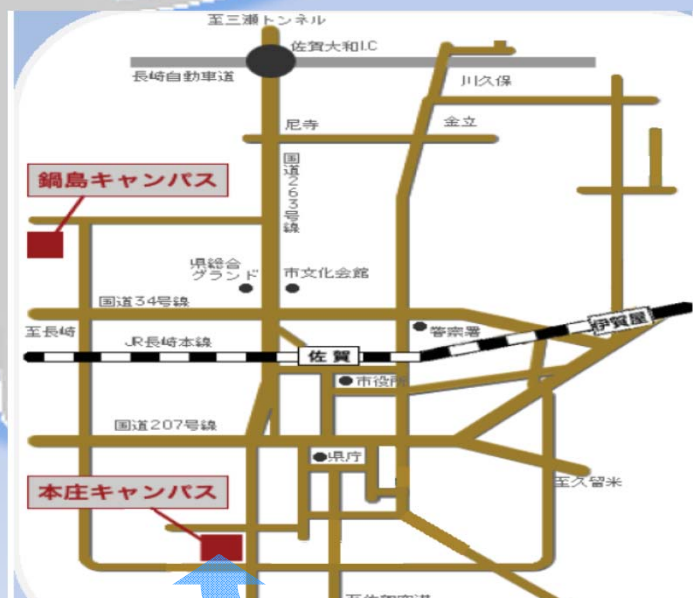 至三瀬トンネル
佐賀大和I.C
長崎自動車道
川久保
尼寺
金立
国道263号線
鍋島キャンパス
県総合
グランド
市文化会館
国道34号線
至長崎
JR長崎本線
佐賀
警察署
伊賀屋
市役所
国道207号線
県庁
至久留米
本庄キャンパス
至佐賀空港